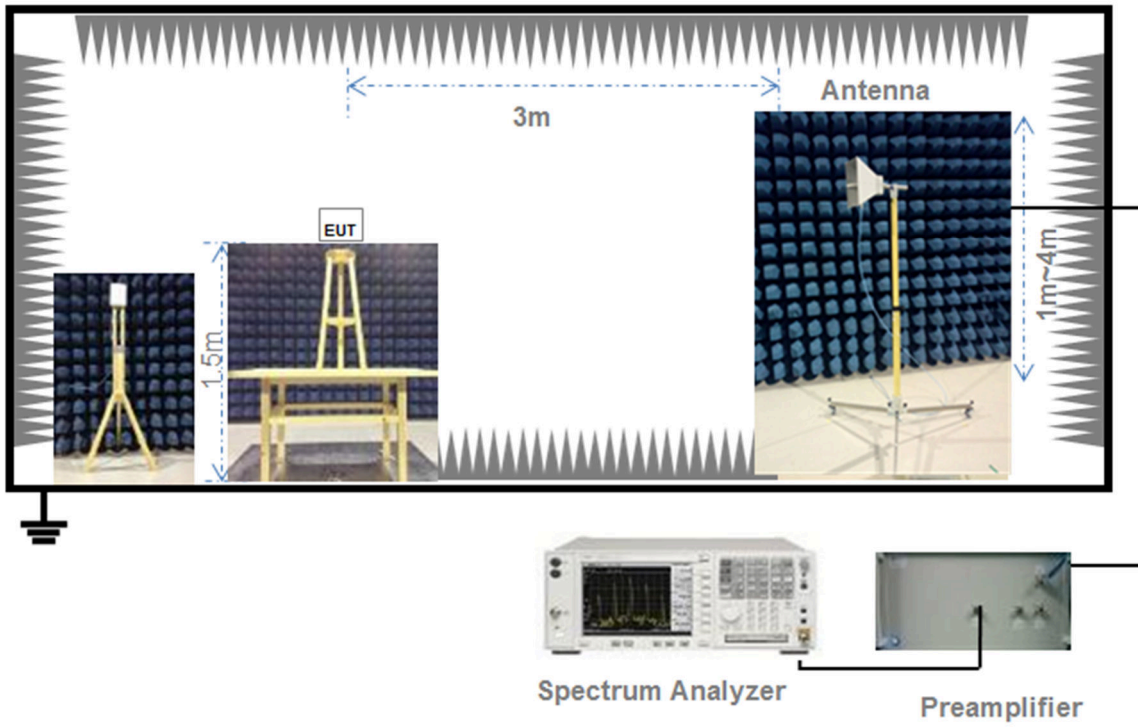 Antenna
3m
EUT
1.5m
1m~4m
Spectrum Analyzer
Preamplifier